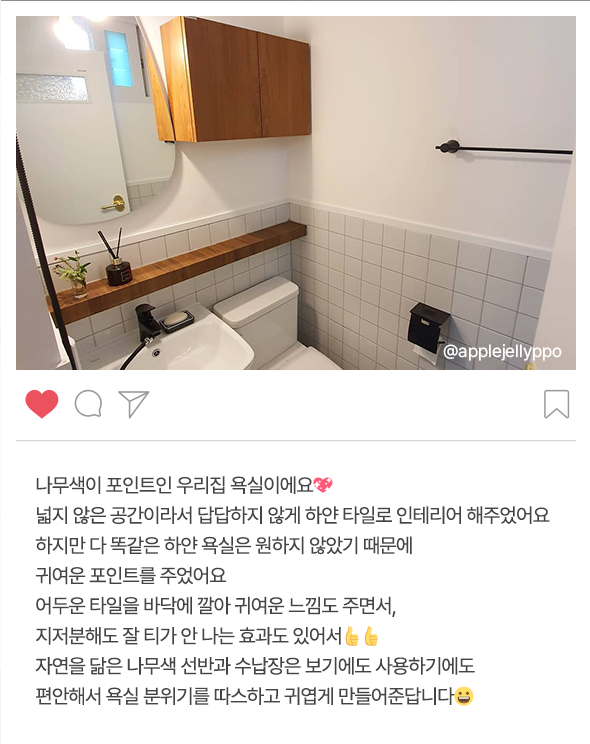 @applejellyppo
나무색이 포인트인 우리집 욕실이에요💖
넓지 않은 공간이라서 답답하지 않게 하얀 타일로 인테리어 해주었어요
하지만 다 똑같은 하얀 욕실은 원하지 않았기 때문에
귀여운 포인트를 주었어요
어두운 타일을 바닥에 깔아 귀여운 느낌도 주면서,
지저분해도 잘 티가 안 나는 효과도 있어서👍👍
자연을 닮은 나무색 선반과 수납장은 보기에도 사용하기에도
편안해서 욕실 분위기를 따스하고 귀엽게 만들어준답니다😀